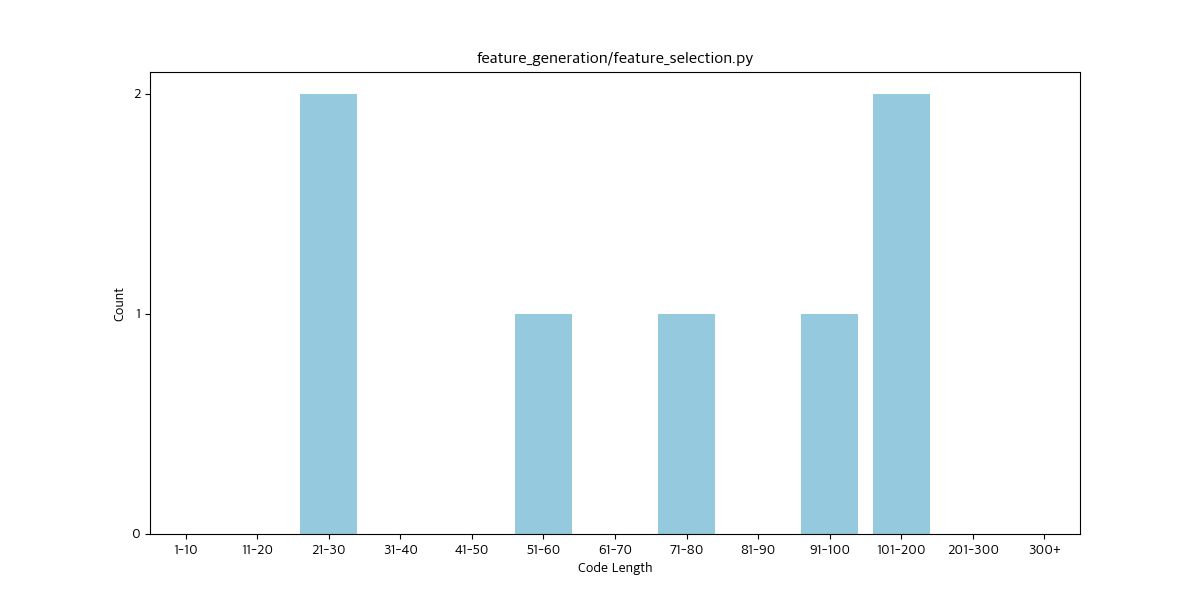 feature_generation/feature_selection.py
2
1
0
Count
1-10 11-20 21-30 31-40 41-50 51-60 61-70 71-80 81-90 91-100 101-200 201-300 300+
Code Length